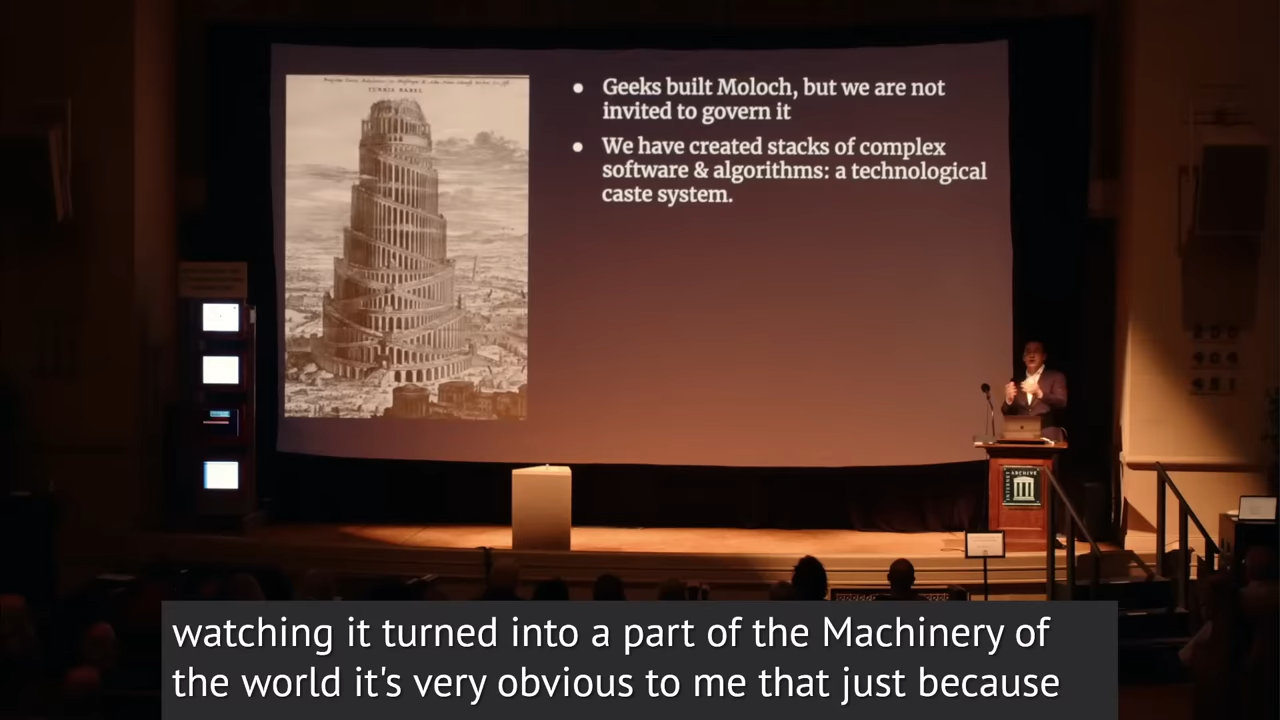 TURRIS BABEL
Geeks built Moloch, but we are not
invited to govern it
We have created stacks of complex
software & algorithms: a technological
caste system.
INTERNET ARCHIVE
watching it turned into a part of the Machinery of
the world it's very obvious to me that just because